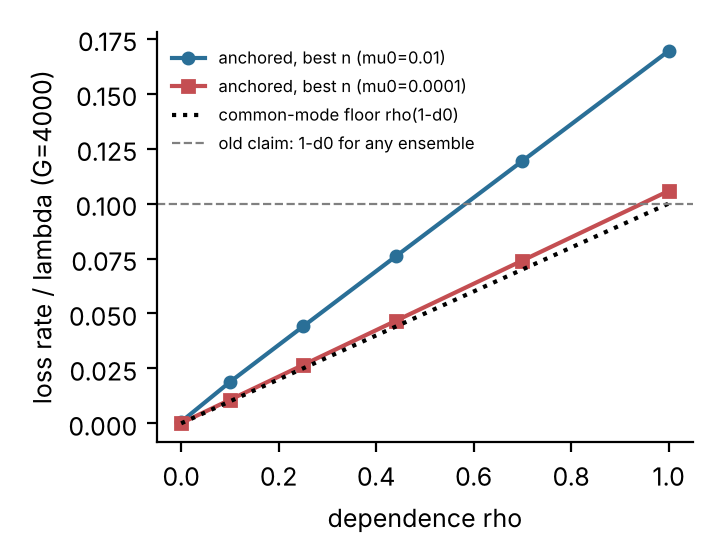 anchored, best n (mu0=0.01)
anchored, best n (mu0=0.0001)
common-mode floor rho(1-d0)
old claim: 1-d0 for any ensemble
loss rate / lambda (G=4000)
0.175
0.150
0.125
0.100
0.075
0.050
0.025
0.000
0.0 0.2 0.4 0.6 0.8 1.0
dependence rho